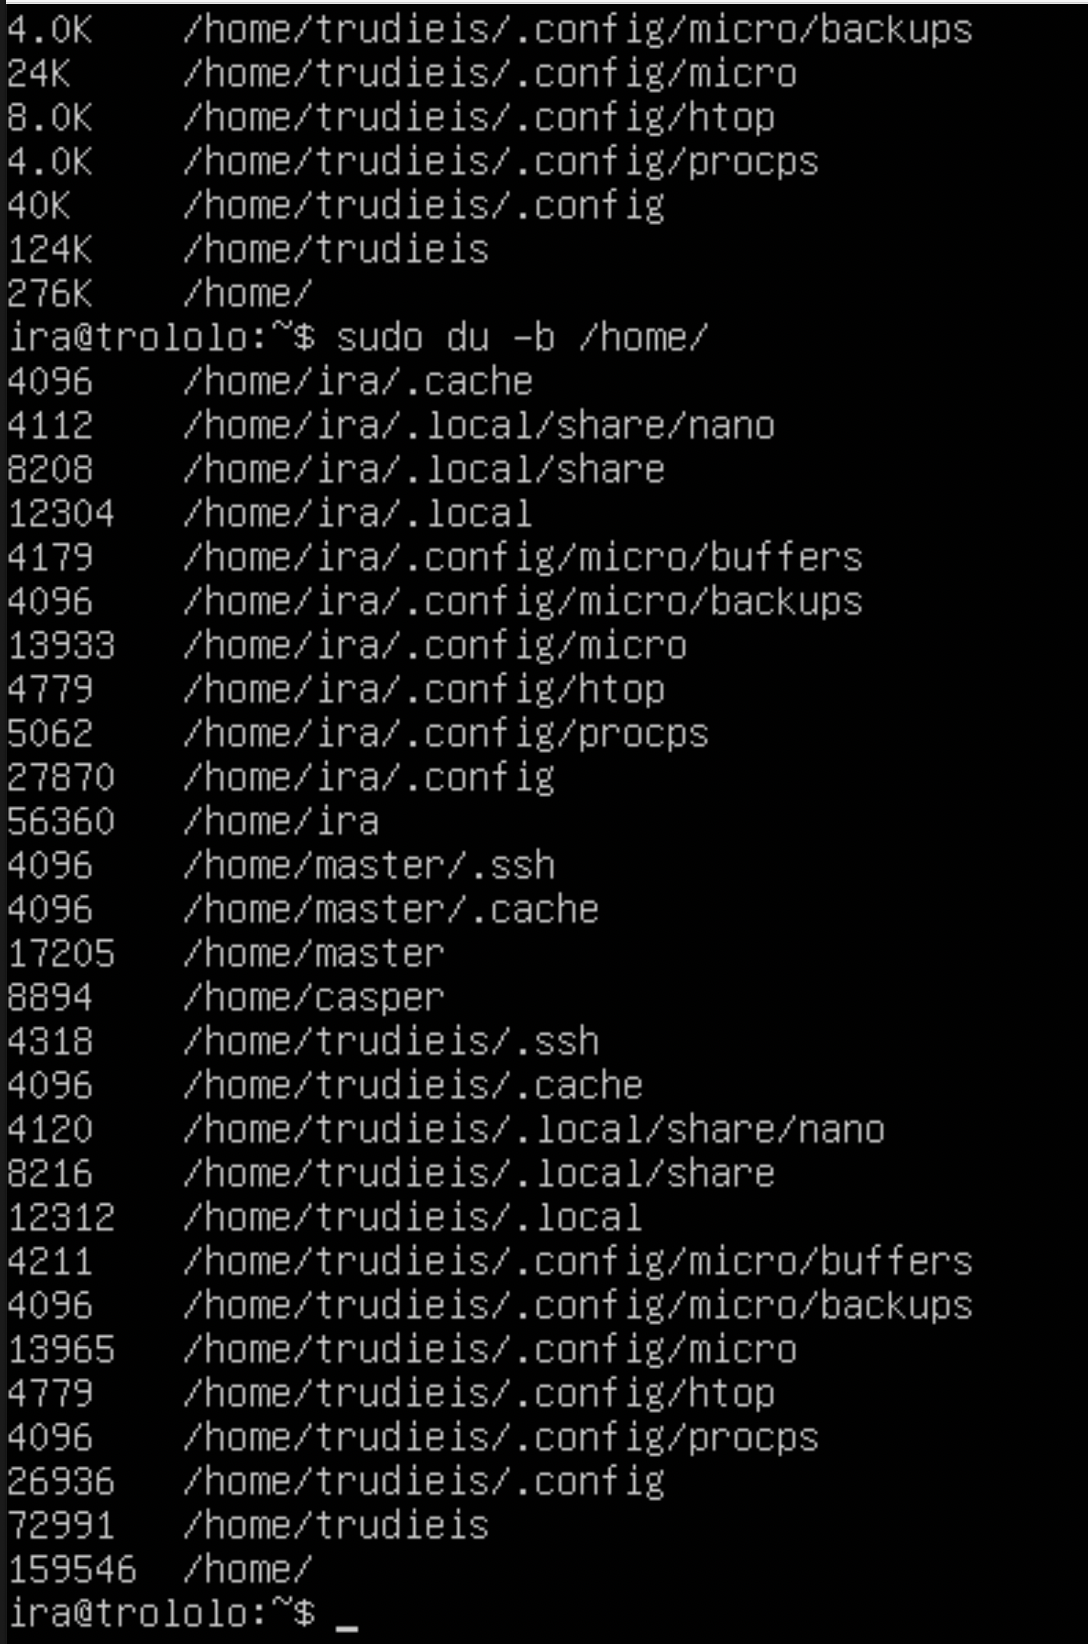 4.0K /home/trudieis/.config/micro/backups
24K /home/trudieis/.config/micro
8.0K /home/trudieis/.config/htop
4.0K /home/trudieis/.config/procps
40K /home/trudieis/.config
124K /home/trudieis
276K /home/
ira@trololo:~$ sudo du -b /home/
4096 /home/ira/.cache
4112 /home/ira/.local/share/nano
8208 /home/ira/.local/share
12304 /home/ira/.local
4179 /home/ira/.config/micro/buffers
4096 /home/ira/.config/micro/backups
13933 /home/ira/.config/micro
4779 /home/ira/.config/htop
5062 /home/ira/.config/procps
27870 /home/ira/.config
56360 /home/ira
4096 /home/master/.ssh
4096 /home/master/.cache
17205 /home/master
8894 /home/casper
4318 /home/trudieis/.ssh
4096 /home/trudieis/.cache
4120 /home/trudieis/.local/share/nano
8216 /home/trudieis/.local/share
12312 /home/trudieis/.local
4211 /home/trudieis/.config/micro/buffers
4096 /home/trudieis/.config/micro/backups
13965 /home/trudieis/.config/micro
4779 /home/trudieis/.config/htop
4096 /home/trudieis/.config/procps
26936 /home/trudieis/.config
72991 /home/trudieis
159546 /home/
ira@trololo:~$ _